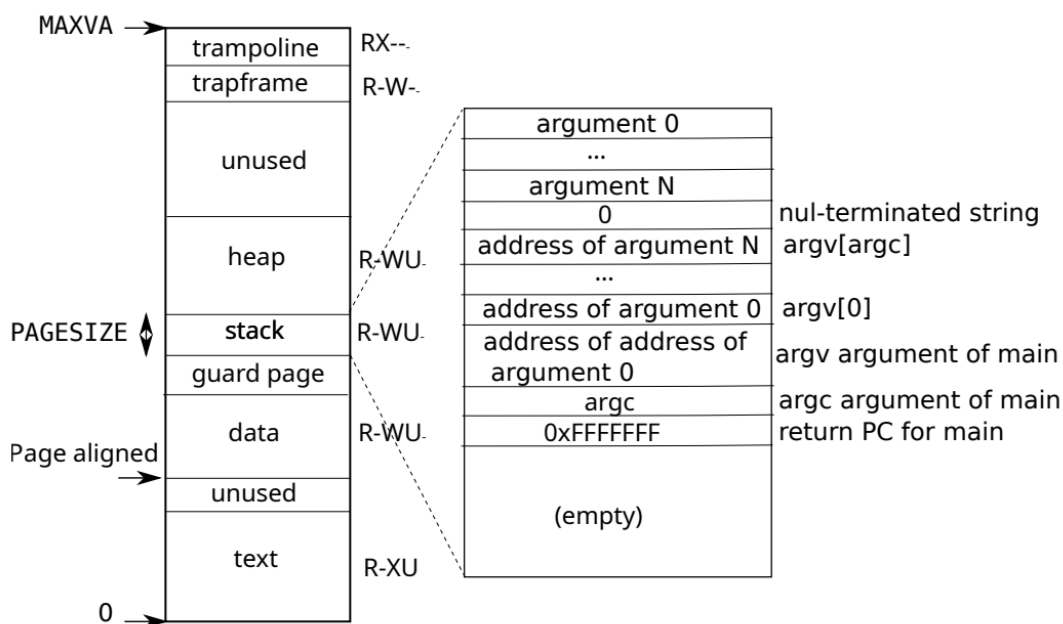 MAXVA
trampoline
RX--
trapframe
R-W-
unused
heap
R-WU
PAGESIZE
stack
R-WU
guard page
data
R-WU
Page aligned
unused
text
R-XU
0
argument 0
...
argument N
0
nul-terminated string
address of argument N
argv[argc]
...
address of argument 0
argv[0]
address of address of
argument 0
argv argument of main
argc
argc argument of main
0xFFFFFFF
return PC for main
(empty)